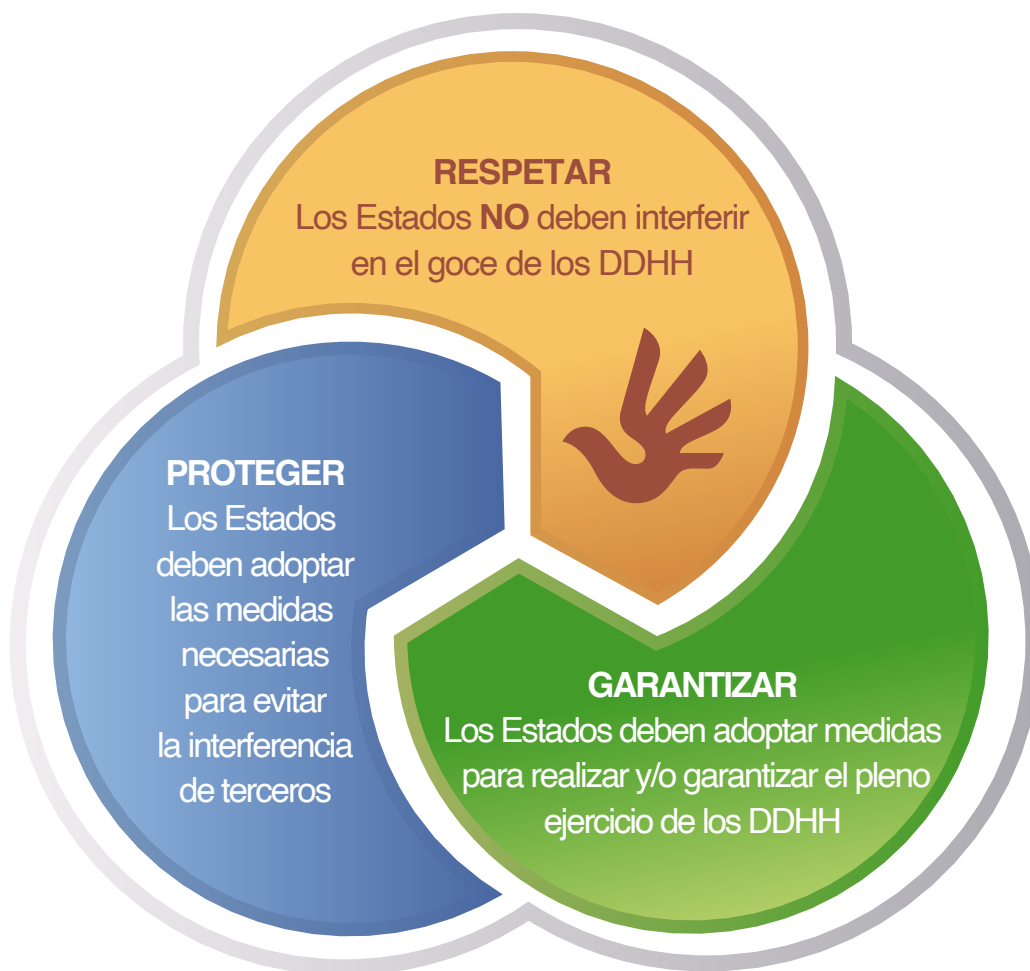 RESPETAR
Los Estados NO deben interferir
en el goce de los DDHH
PROTEGER
Los Estados
deben adoptar
las medidas
necesarias
para evitar
la interferencia
de terceros
GARANTIZAR
Los Estados deben adoptar medidas
para realizar y/o garantizar el pleno
ejercicio de los DDHH